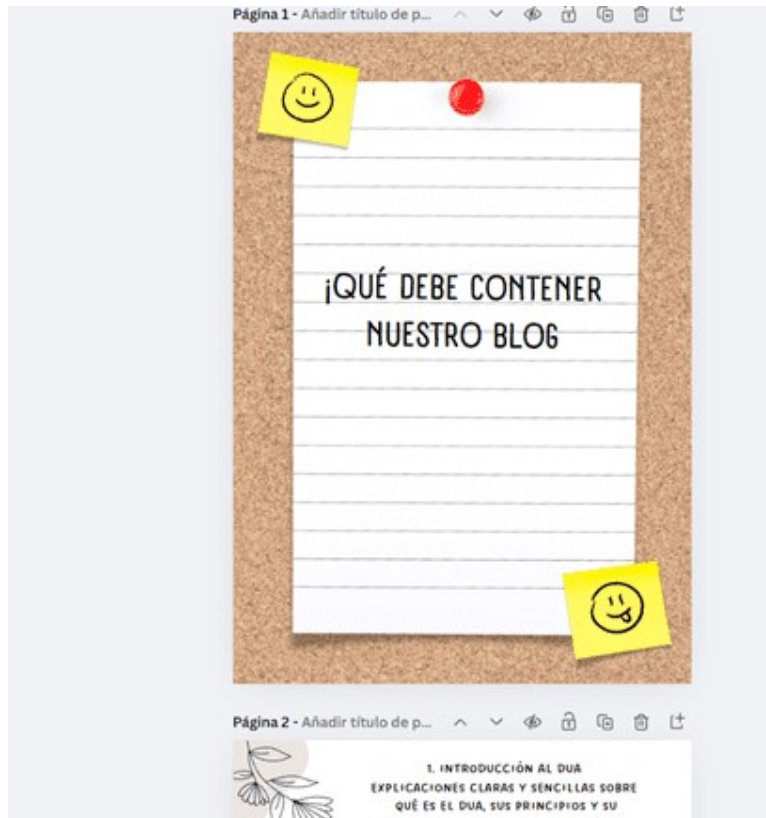 Página 1 - Añadir título de p...
¡QUÉ DEBE CONTENER
NUESTRO BLOG
Página 2 - Añadir título de p...
1. INTRODUCCIÓN AL DUA
EXPLICACIONES CLARAS Y SENCILLAS SOBRE
QUÉ ES EL DUA, SUS PRINCIPIOS Y SU